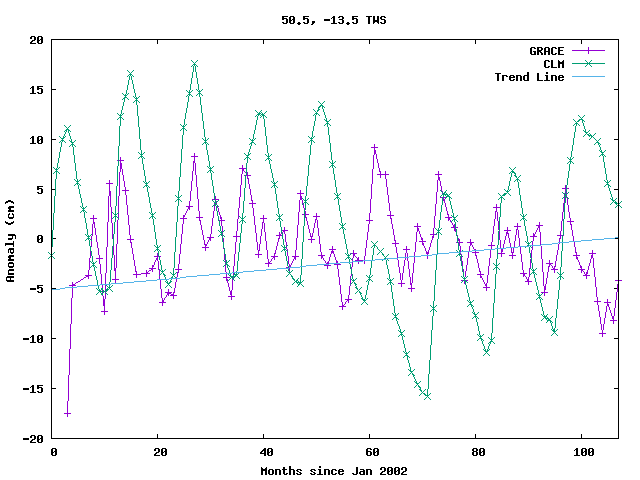 50.5, -13.5 TWS
GRACE
CLM
Trend Line
20
15
10
5
0
-5
-10
-15
-20
Anomaly (cm)
0 20 40 60 80 100
Months since Jan 2002